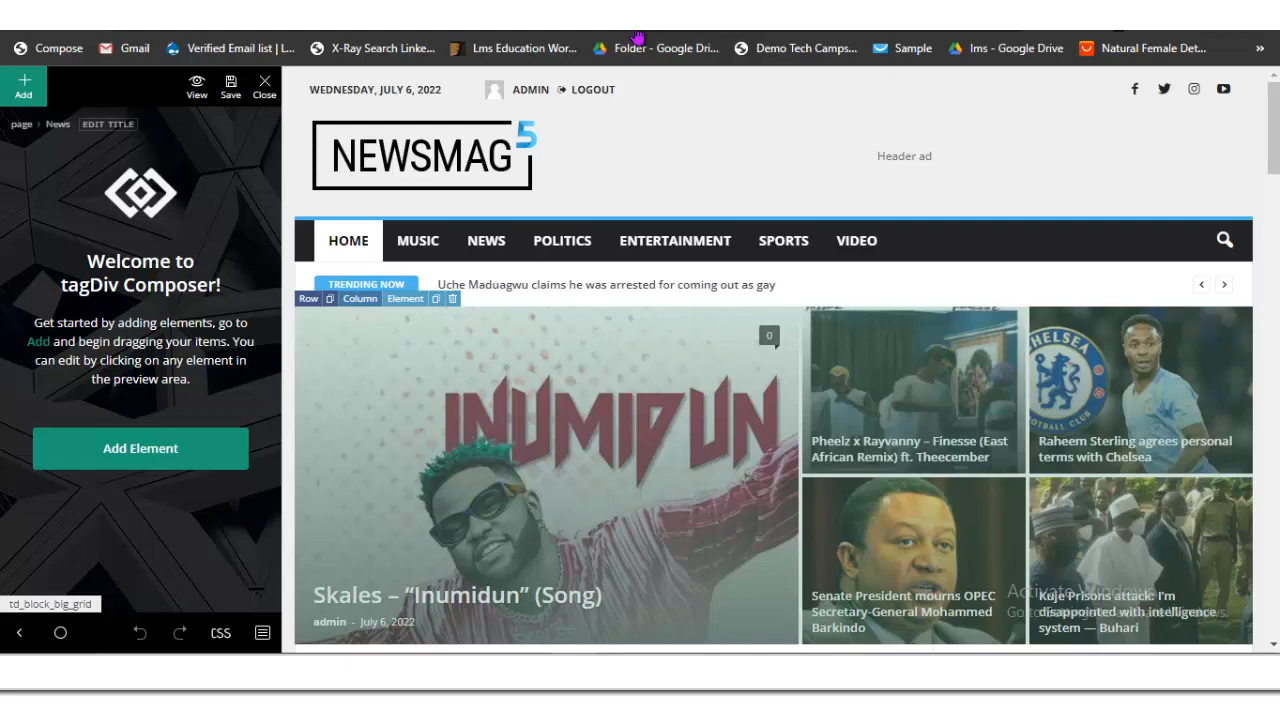 Compose Gmail Verified Email list | L... X-Ray Search Linke... Lms Education Wor... Folder - Google Dri... Demo Tech Camps... Sample lms - Google Drive Natural Female Det... »
Add View Save Close
page › News EDIT TITLE
Welcome to
tagDiv Composer!
Get started by adding elements, go to
Add and begin dragging your items. You
can edit by clicking on any element in
the preview area.
Add Element
td_block_big_grid
CSS
WEDNESDAY, JULY 6, 2022 ADMIN LOGOUT
NEWSMAG 5
Header ad
HOME MUSIC NEWS POLITICS ENTERTAINMENT SPORTS VIDEO
TRENDING NOW Uche Maduagwu claims he was arrested for coming out as gay
Row Column Element
0
INUMIDUN
Skales – “Inumidun” (Song)
admin - July 6, 2022
Pheelz x Rayvanny – Finesse (East
African Remix) ft. Theecember
CHELSEA
FOOTBALL CLUB
Raheem Sterling agrees personal
terms with Chelsea
Senate President mourns OPEC
Secretary-General Mohammed
Barkindo
Kuje Prisons attack: I’m
disappointed with intelligence
system — Buhari
Activate Windows